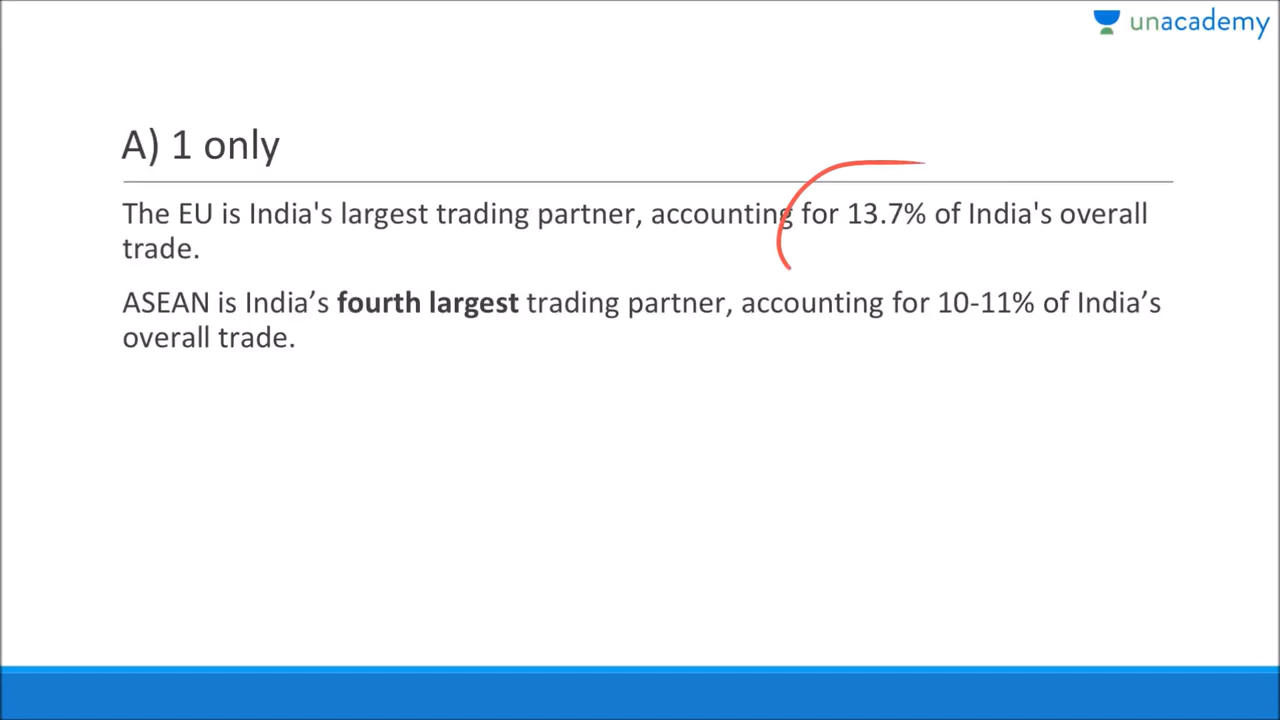 unacademy
A) 1 only
The EU is India's largest trading partner, accounting for 13.7% of India's overall
trade.
ASEAN is India’s fourth largest trading partner, accounting for 10-11% of India’s
overall trade.